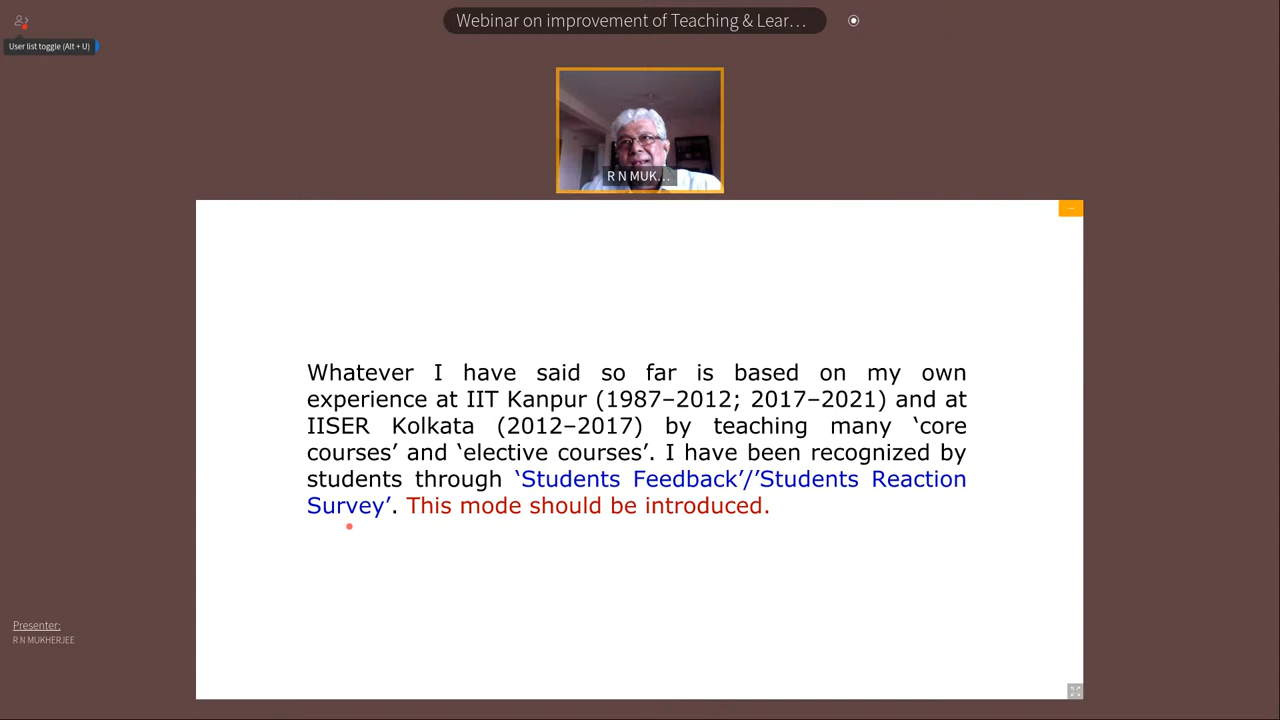 Webinar on improvement of Teaching & Lear…
User list toggle (Alt + U)
R N MUK…
Whatever I have said so far is based on my own
experience at IIT Kanpur (1987–2012; 2017–2021) and at
IISER Kolkata (2012–2017) by teaching many ‘core
courses’ and ‘elective courses’. I have been recognized by
students through ‘Students Feedback’/’Students Reaction
Survey’. This mode should be introduced.
Presenter:
R N MUKHERJEE